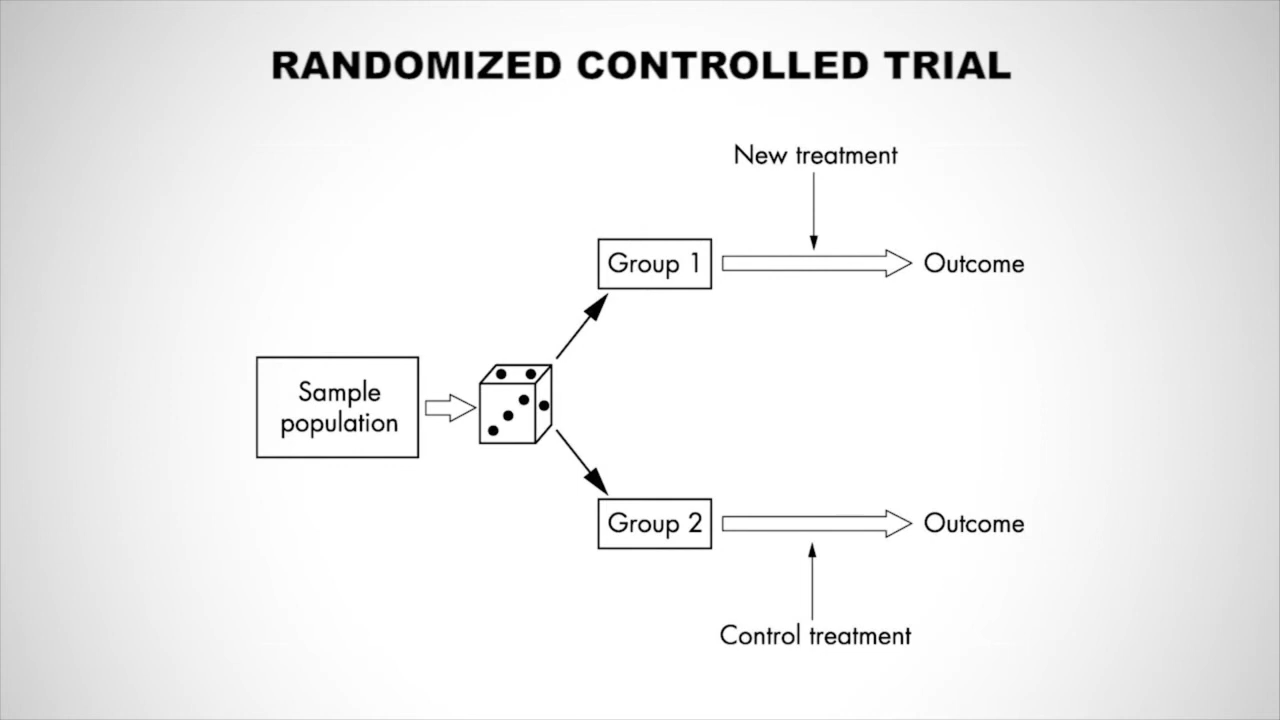 RANDOMIZED CONTROLLED TRIAL
New treatment
Group 1
Outcome
Sample
population
Group 2
Outcome
Control treatment